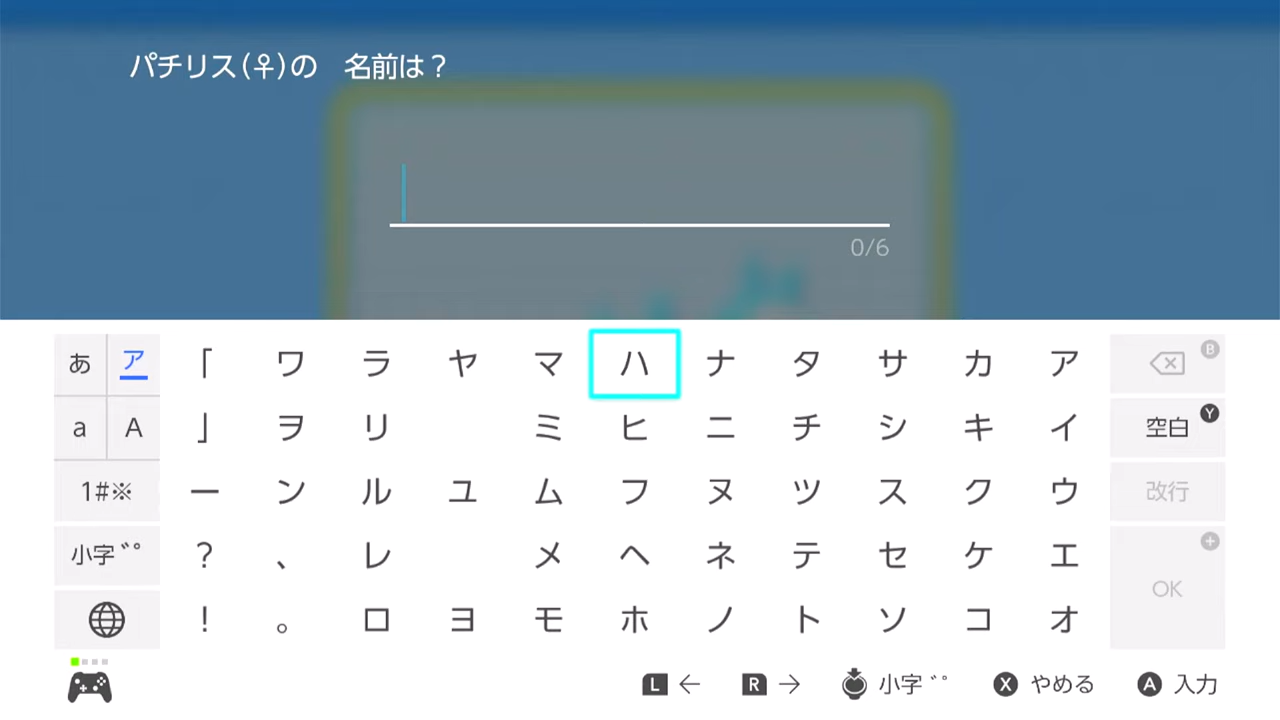 パチリス(♀)の　名前は？
0/6
あ ア 「 ワ ラ ヤ マ ハ ナ タ サ カ ア B
a A 」 ヲ リ ミ ヒ ニ チ シ キ イ 空白 Y
1#※ ー ン ル ユ ム フ ヌ ツ ス ク ウ 改行
小字゛゜ ? 、 レ メ ヘ ネ テ セ ケ エ +
! 。 ロ ヨ モ ホ ノ ト ソ コ オ OK
L ← R → 小字゛゜ X やめる A 入力